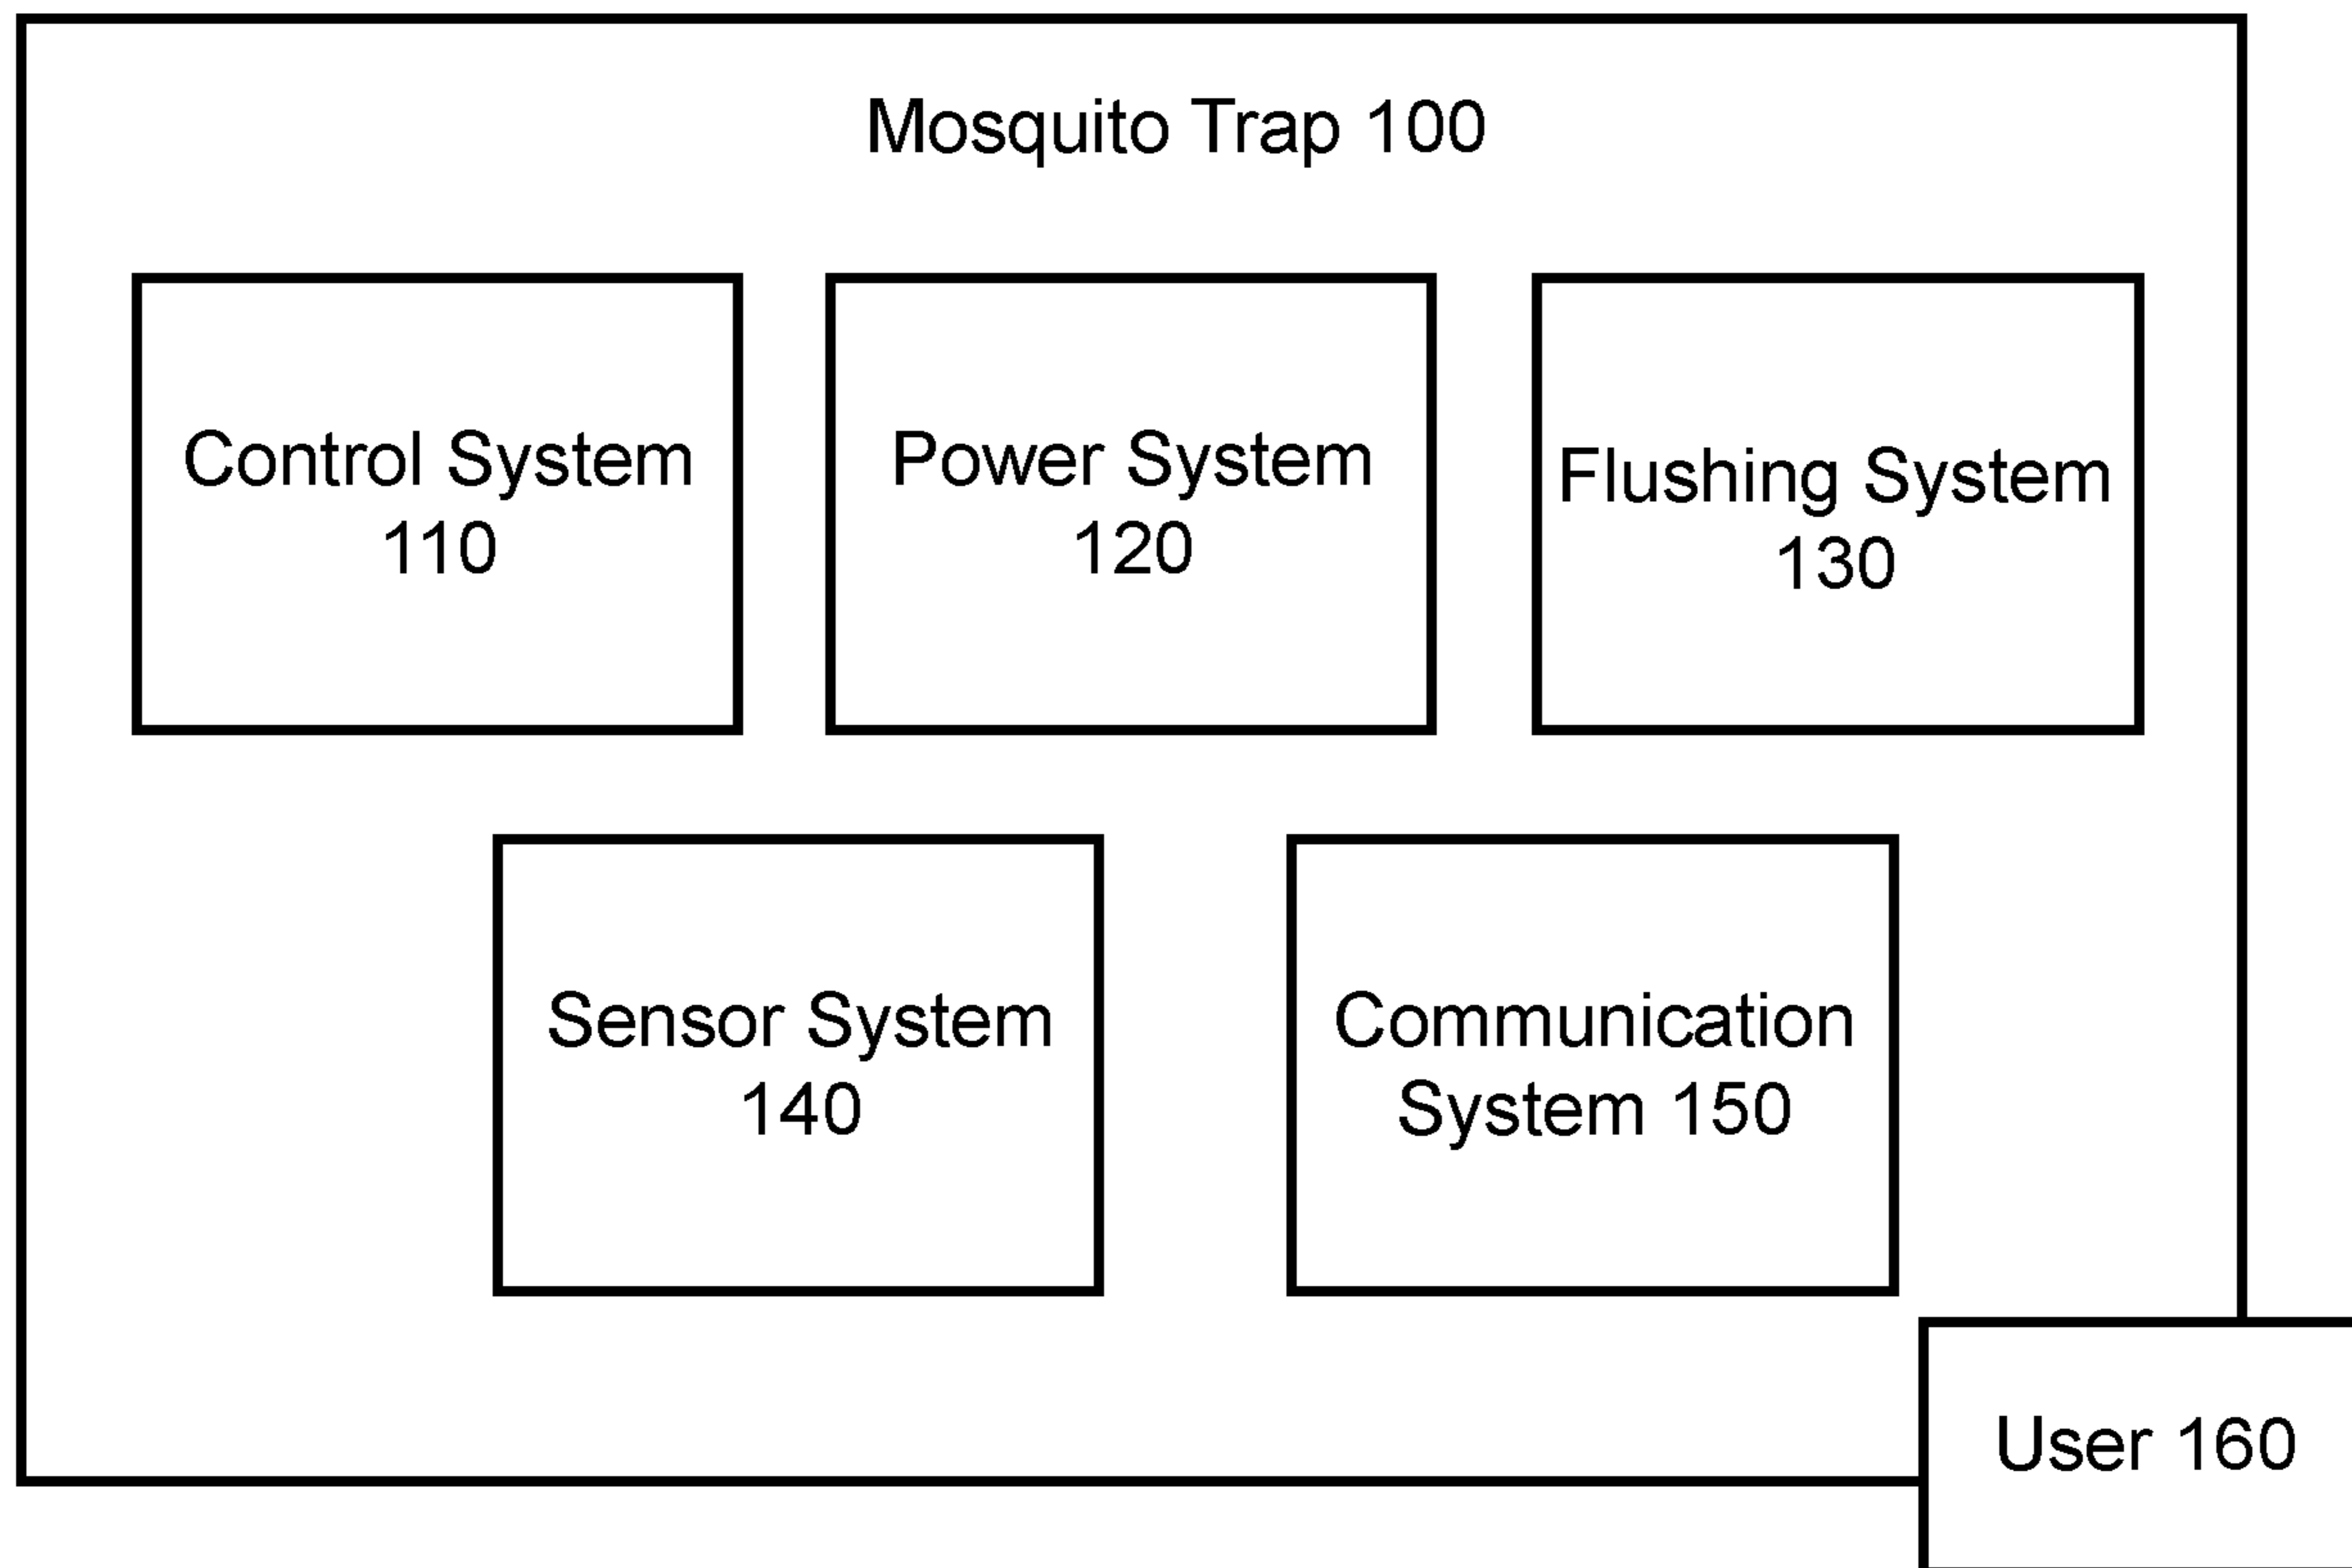 Mosquito Trap 100
Control System
110
Power System
120
Flushing System
130
Sensor System
140
Communication
System 150
User 160